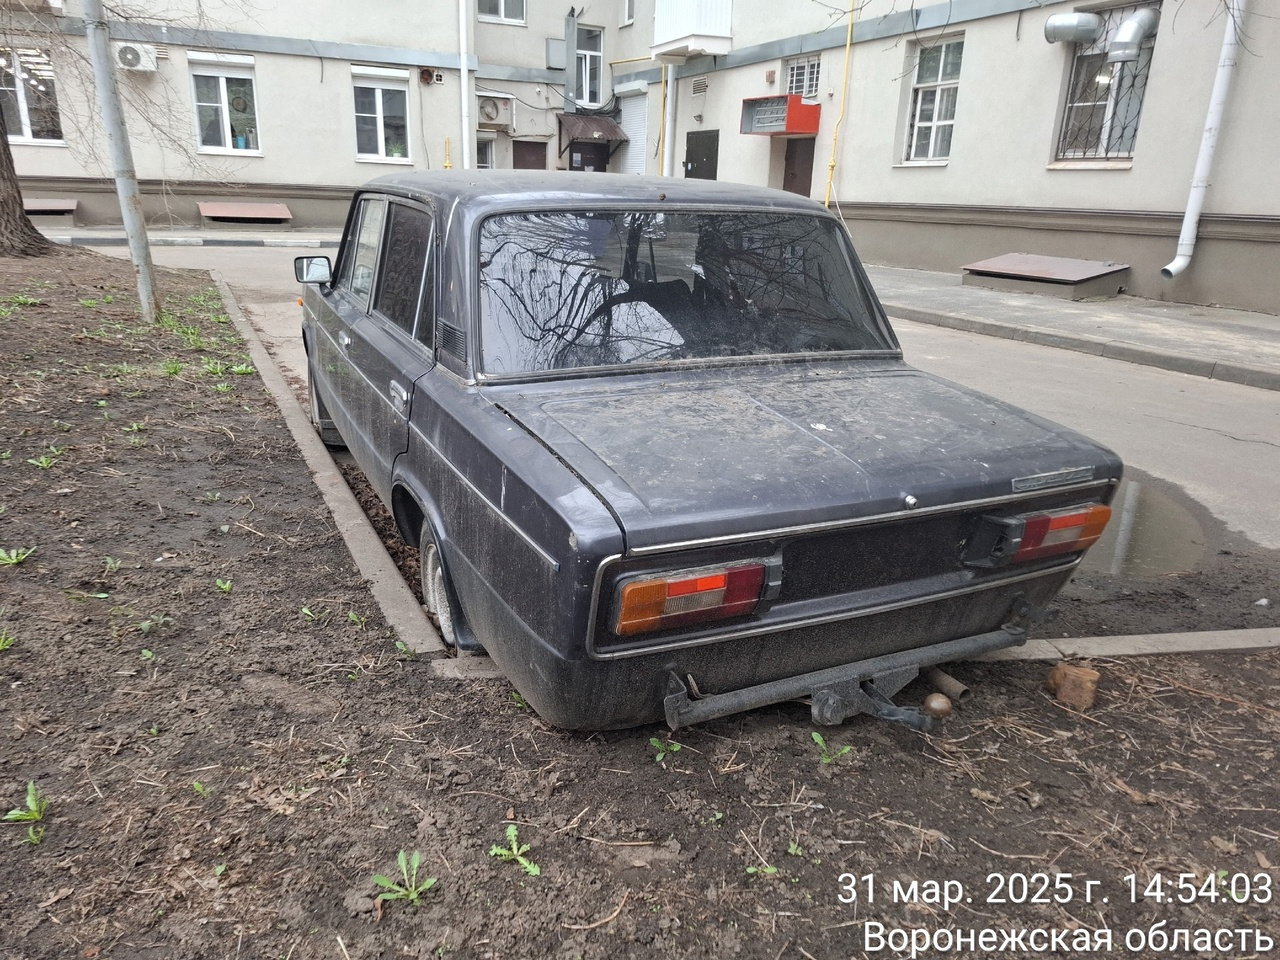 31 мар. 2025 г. 14:54:03
Воронежская область